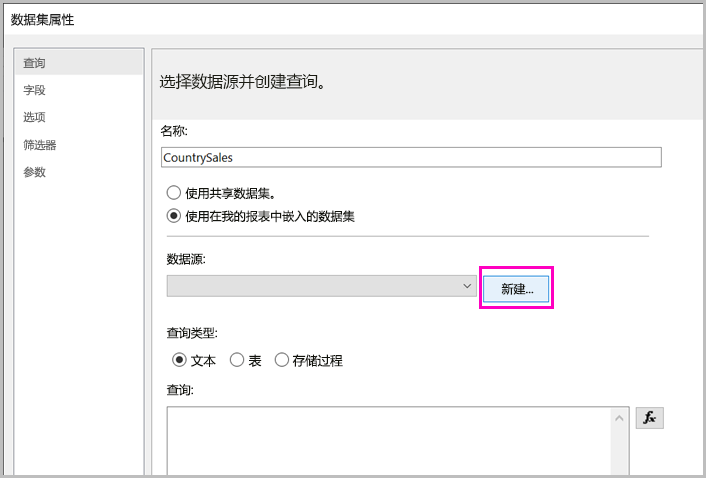 数据集属性
查询
字段
选项
筛选器
参数
选择数据源并创建查询。
名称:
CountrySales
使用共享数据集。
使用在我的报表中嵌入的数据集
数据源:
新建...
查询类型:
文本 表 存储过程
查询:
fx